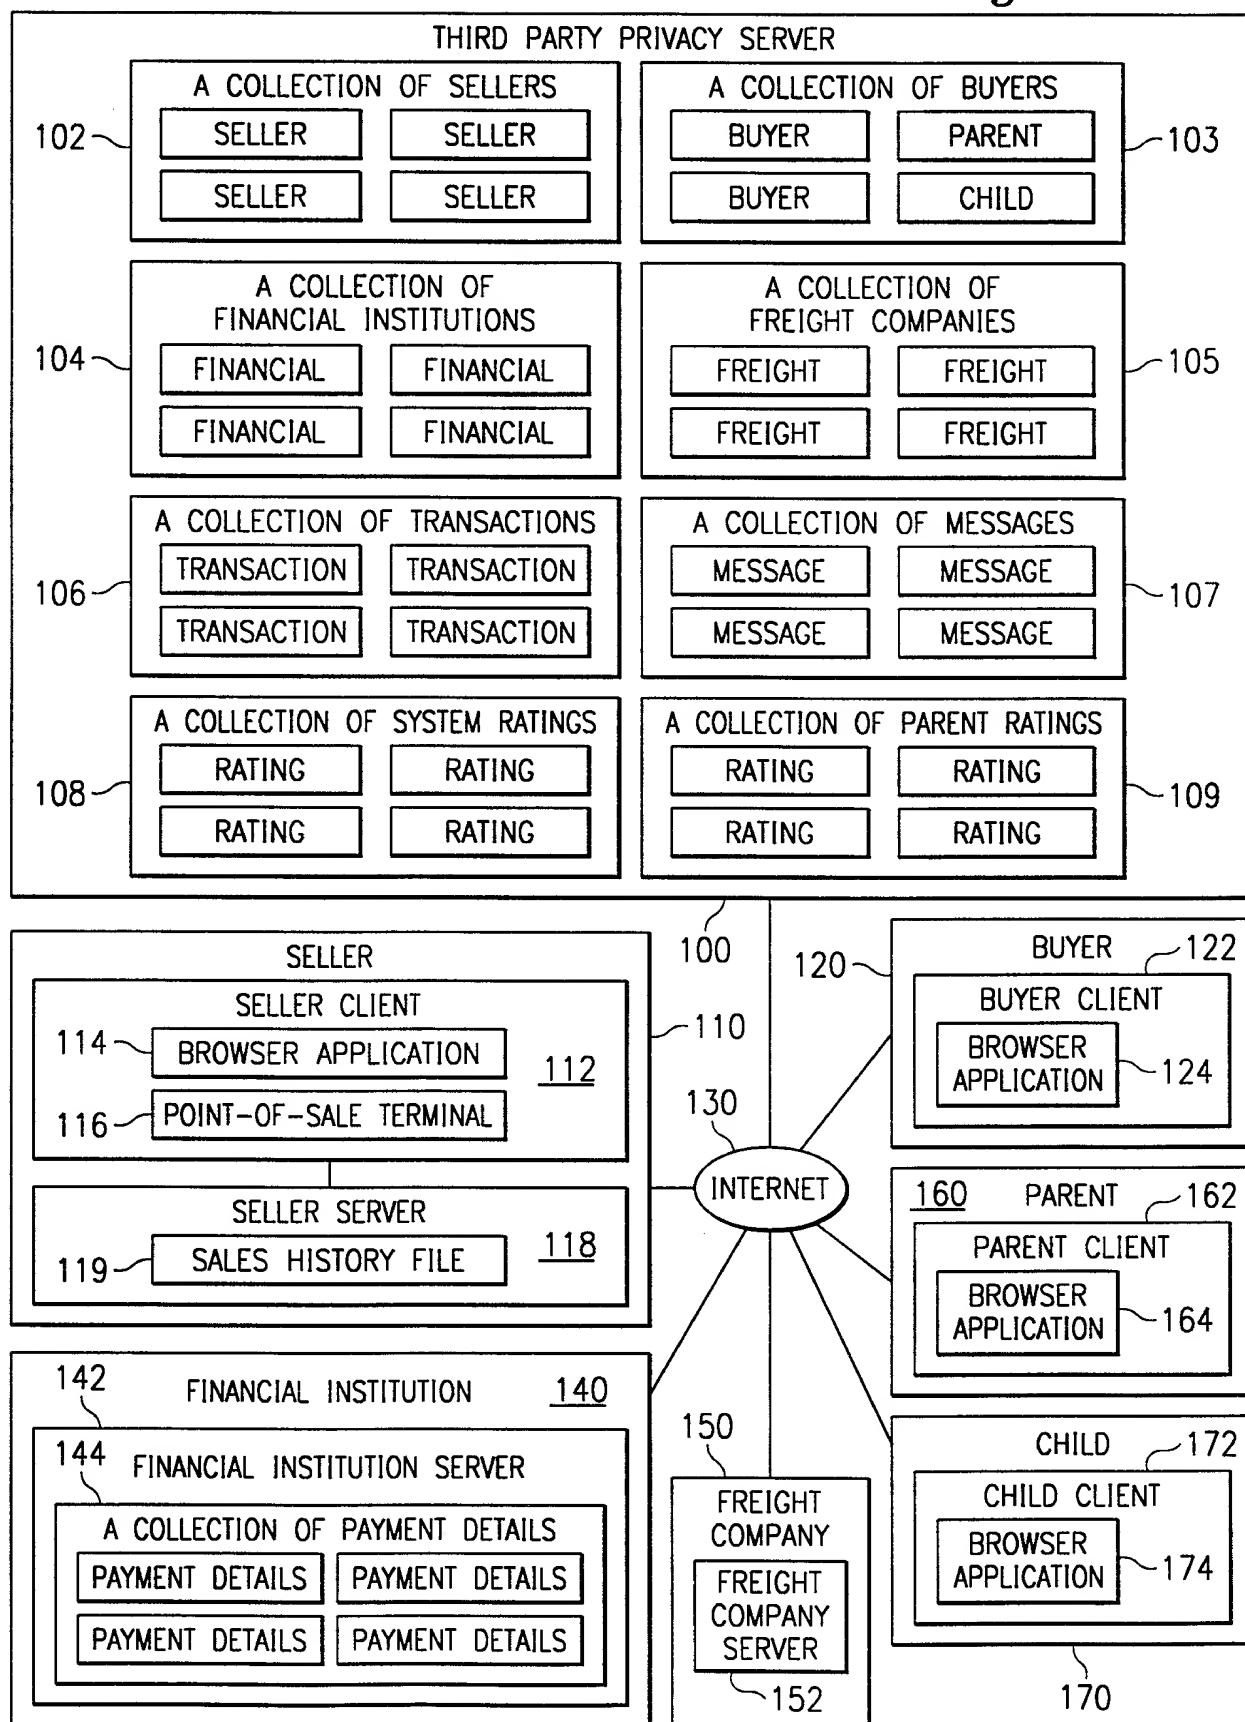 THIRD PARTY PRIVACY SERVER
A COLLECTION OF SELLERS
102
SELLER SELLER
SELLER SELLER
A COLLECTION OF BUYERS
BUYER PARENT
103
BUYER CHILD
A COLLECTION OF
FINANCIAL INSTITUTIONS
104
FINANCIAL FINANCIAL
FINANCIAL FINANCIAL
A COLLECTION OF
FREIGHT COMPANIES
FREIGHT FREIGHT
105
FREIGHT FREIGHT
A COLLECTION OF TRANSACTIONS
TRANSACTION TRANSACTION
106
TRANSACTION TRANSACTION
A COLLECTION OF MESSAGES
MESSAGE MESSAGE
107
MESSAGE MESSAGE
A COLLECTION OF SYSTEM RATINGS
RATING RATING
108
RATING RATING
A COLLECTION OF PARENT RATINGS
RATING RATING
109
RATING RATING
100
SELLER
110
SELLER CLIENT
114
BROWSER APPLICATION
112
116
POINT-OF-SALE TERMINAL
SELLER SERVER
118
119
SALES HISTORY FILE
130
INTERNET
120
BUYER
122
BUYER CLIENT
BROWSER
APPLICATION
124
160
PARENT
162
PARENT CLIENT
BROWSER
APPLICATION
164
142
FINANCIAL INSTITUTION
140
144
FINANCIAL INSTITUTION SERVER
A COLLECTION OF PAYMENT DETAILS
PAYMENT DETAILS PAYMENT DETAILS
PAYMENT DETAILS PAYMENT DETAILS
150
FREIGHT
COMPANY
FREIGHT
COMPANY
SERVER
152
CHILD
172
CHILD CLIENT
BROWSER
APPLICATION
174
170